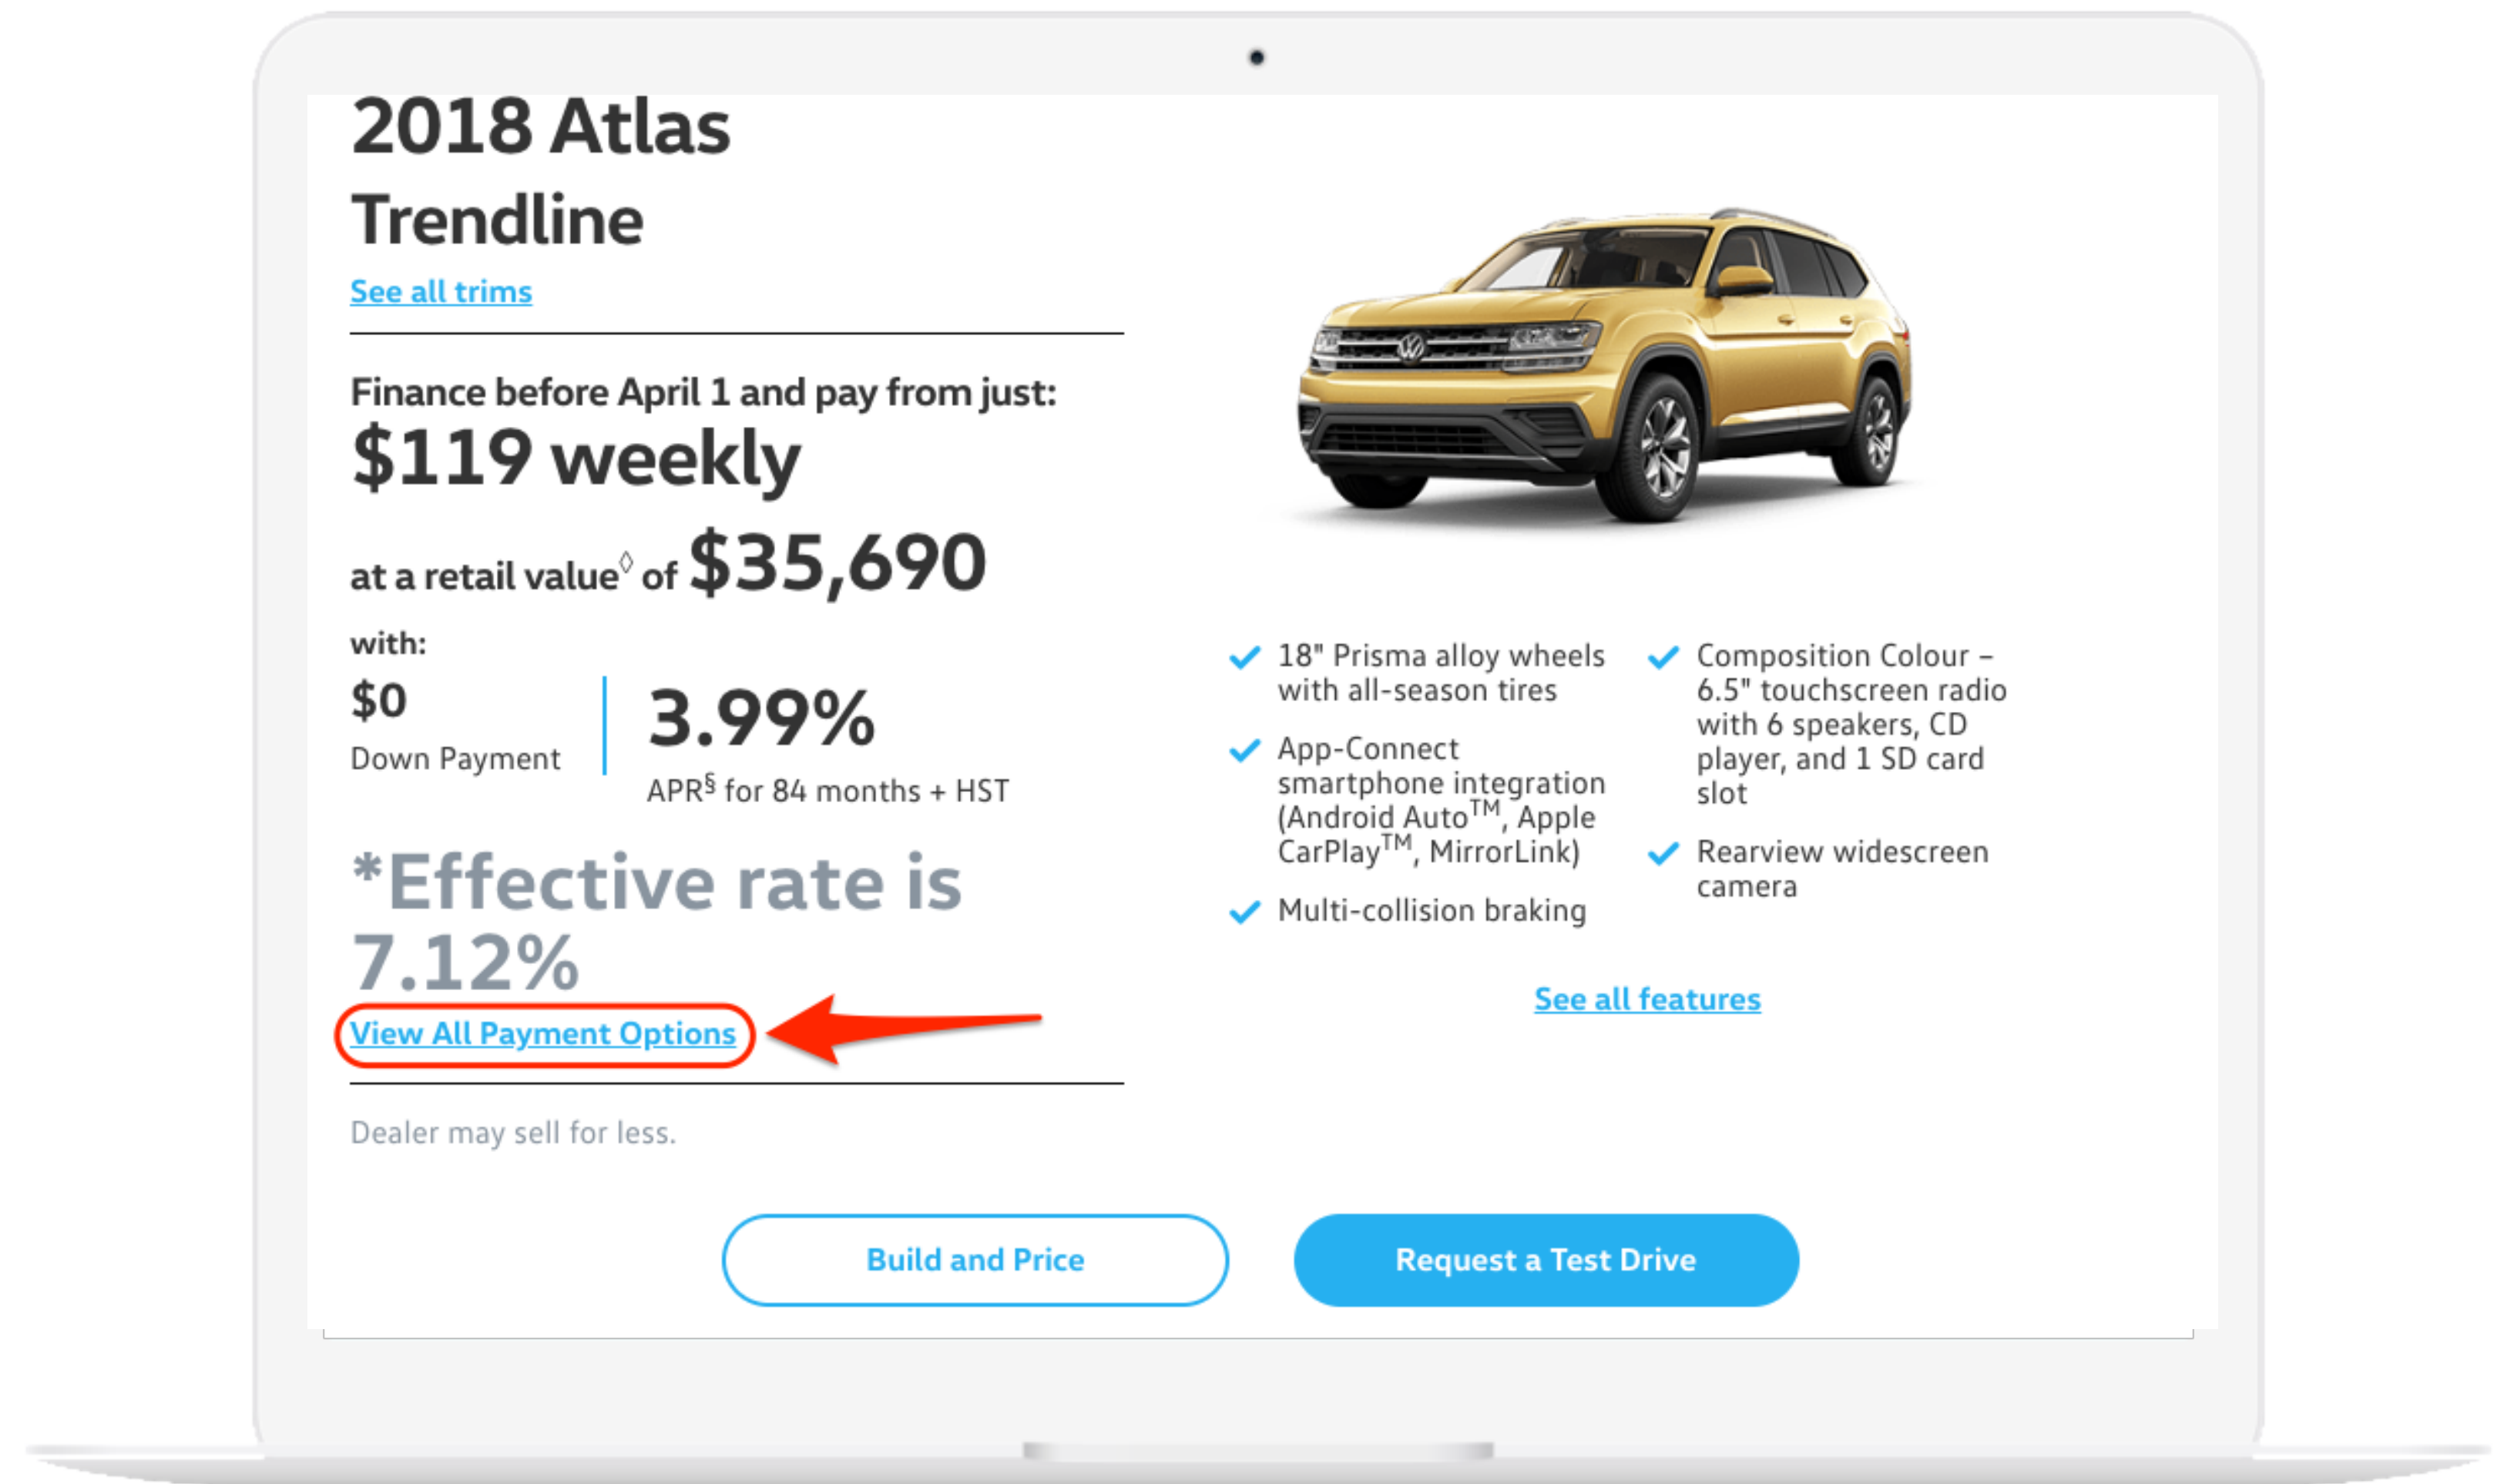 2018 Atlas
Trendline
See all trims
Finance before April 1 and pay from just:
$119 weekly
at a retail value◊ of $35,690
with:
$0
Down Payment
3.99%
APR§ for 84 months + HST
*Effective rate is
7.12%
View All Payment Options
Dealer may sell for less.
18" Prisma alloy wheels
with all-season tires
App-Connect
smartphone integration
(Android Auto™, Apple
CarPlay™, MirrorLink)
Multi-collision braking
Composition Colour –
6.5" touchscreen radio
with 6 speakers, CD
player, and 1 SD card
slot
Rearview widescreen
camera
See all features
Build and Price
Request a Test Drive